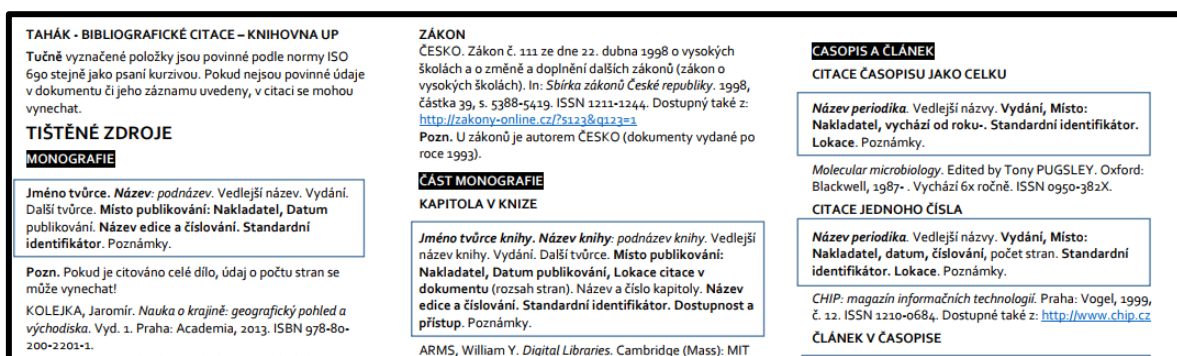 TAHÁK - BIBLIOGRAFICKÉ CITACE – KNIHOVNA UP
Tučně vyznačené položky jsou povinné podle normy ISO
690 stejně jako psaní kurzivou. Pokud nejsou povinné údaje
v dokumentu či jeho záznamu uvedeny, v citaci se mohou
vynechat.
TIŠTĚNÉ ZDROJE
MONOGRAFIE
Jméno tvůrce. Název: podnázev. Vedlejší název. Vydání.
Další tvůrce. Místo publikování: Nakladatel, Datum
publikování. Název edice a číslování. Standardní
identifikátor. Poznámky.
Pozn. Pokud je citováno celé dílo, údaj o počtu stran se
může vynechat!
KOLEJKA, Jaromír. Nauka o krajině: geografický pohled a
východiska. Vyd. 1. Praha: Academia, 2013. ISBN 978-80-
200-2201-1.
ZÁKON
ČESKO. Zákon č. 111 ze dne 22. dubna 1998 o vysokých
školách a o změně a doplnění dalších zákonů (zákon o
vysokých školách). In: Sbírka zákonů České republiky. 1998,
částka 39, s. 5388-5419. ISSN 1211-1244. Dostupný také z:
http://zakony-online.cz/?s123&q123=1
Pozn. U zákonů je autorem ČESKO (dokumenty vydané po
roce 1993).
ČÁST MONOGRAFIE
KAPITOLA V KNIZE
Jméno tvůrce knihy. Název knihy: podnázev knihy. Vedlejší
název knihy. Vydání. Další tvůrce. Místo publikování:
Nakladatel, Datum publikování, Lokace citace v
dokumentu (rozsah stran). Název a číslo kapitoly. Název
edice a číslování. Standardní identifikátor. Dostupnost a
přístup. Poznámky.
ARMS, William Y. Digital Libraries. Cambridge (Mass): MIT
CASOPIS A ČLÁNEK
CITACE ČASOPISU JAKO CELKU
Název periodika. Vedlejší názvy. Vydání, Místo:
Nakladatel, vychází od roku-. Standardní identifikátor.
Lokace. Poznámky.
Molecular microbiology. Edited by Tony PUGSLEY. Oxford:
Blackwell, 1987- . Vychází 6x ročně. ISSN 0950-382X.
CITACE JEDNOHO ČÍSLA
Název periodika. Vedlejší názvy. Vydání, Místo:
Nakladatel, datum, číslování, počet stran. Standardní
identifikátor. Lokace. Poznámky.
CHIP: magazín informačních technologií. Praha: Vogel, 1999,
č. 12. ISSN 1210-0684. Dostupné také z: http://www.chip.cz
ČLÁNEK V ČASOPISE